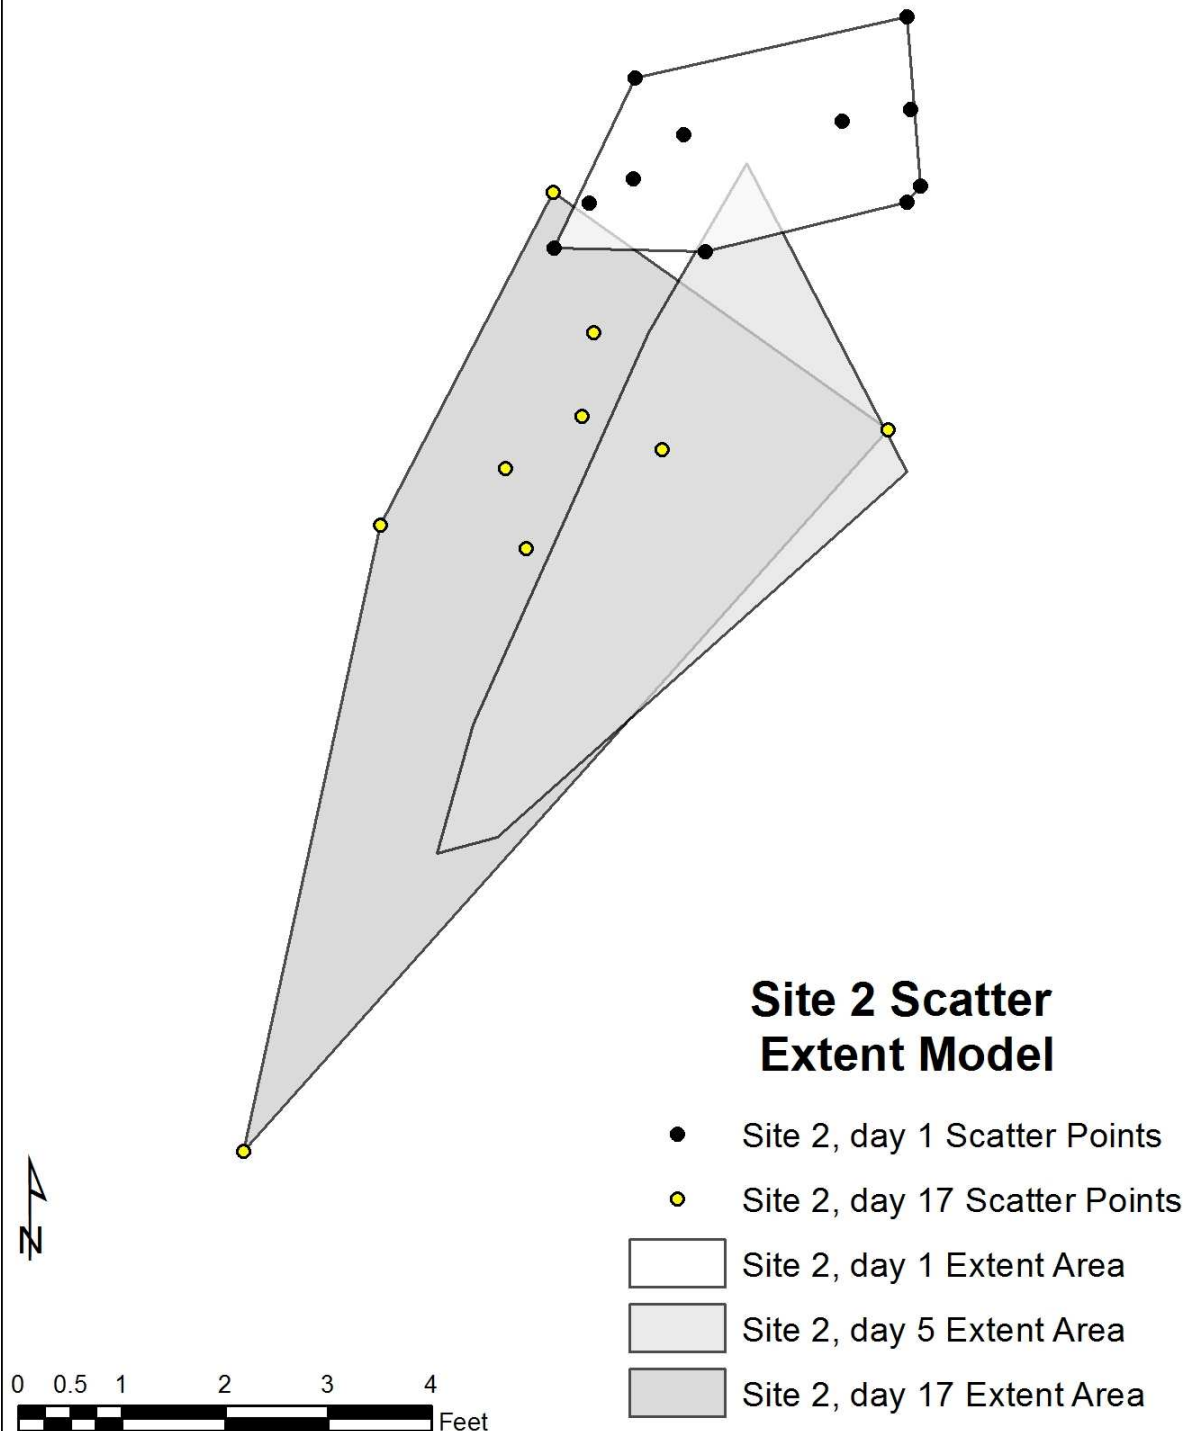 Site 2 Scatter
Extent Model
Site 2, day 1 Scatter Points
Site 2, day 17 Scatter Points
Site 2, day 1 Extent Area
Site 2, day 5 Extent Area
Site 2, day 17 Extent Area
N
0 0.5 1 2 3 4
Feet